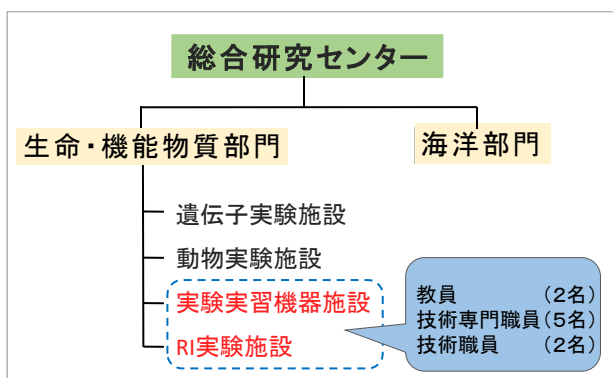 総合研究センター
生命・機能物質部門
海洋部門
遺伝子実験施設
動物実験施設
実験実習機器施設
RI実験施設
教員　　　　（２名）
技術専門職員（５名）
技術職員　　（２名）